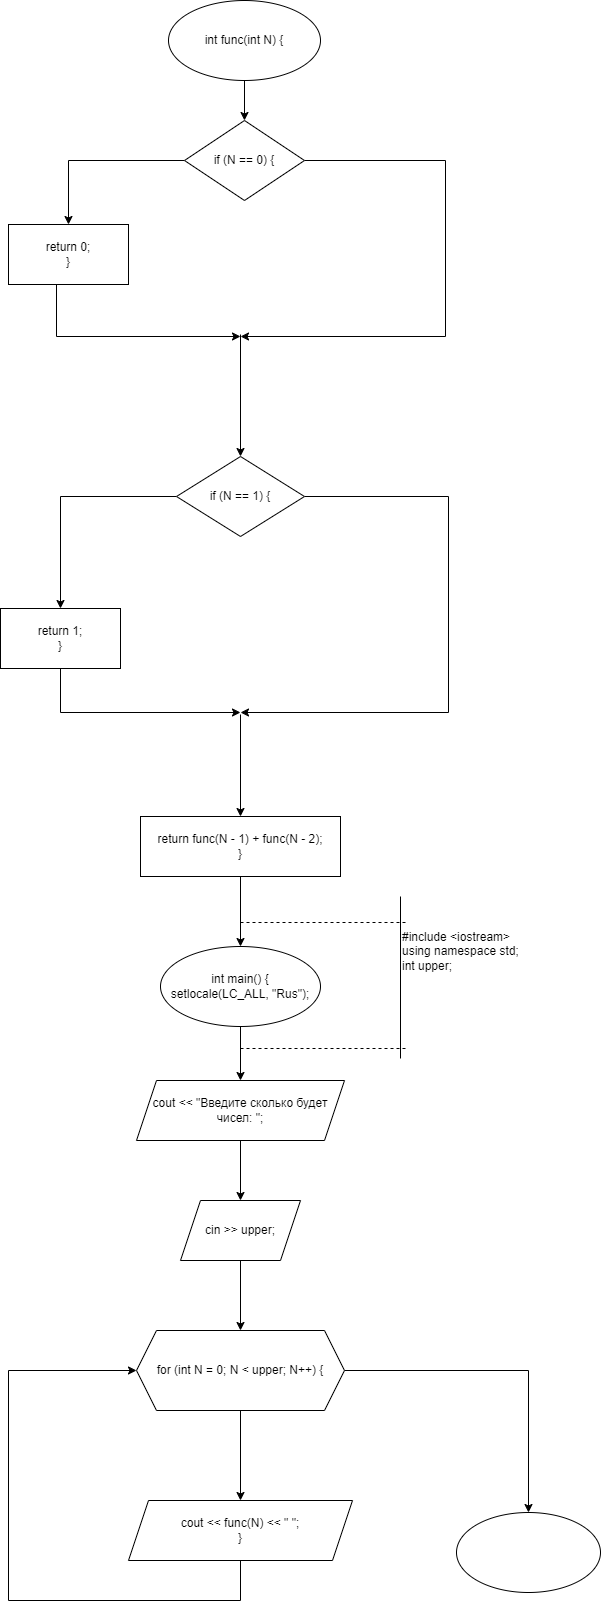 int func(int N) {
if (N == 0) {
return 0;
}
if (N == 1) {
return 1;
}
return func(N - 1) + func(N - 2);
}
#include <iostream>
using namespace std;
int upper;
int main() {
setlocale(LC_ALL, "Rus");
cout << "Введите сколько будет
чисел: ";
cin >> upper;
for (int N = 0; N < upper; N++) {
cout << func(N) << " ";
}